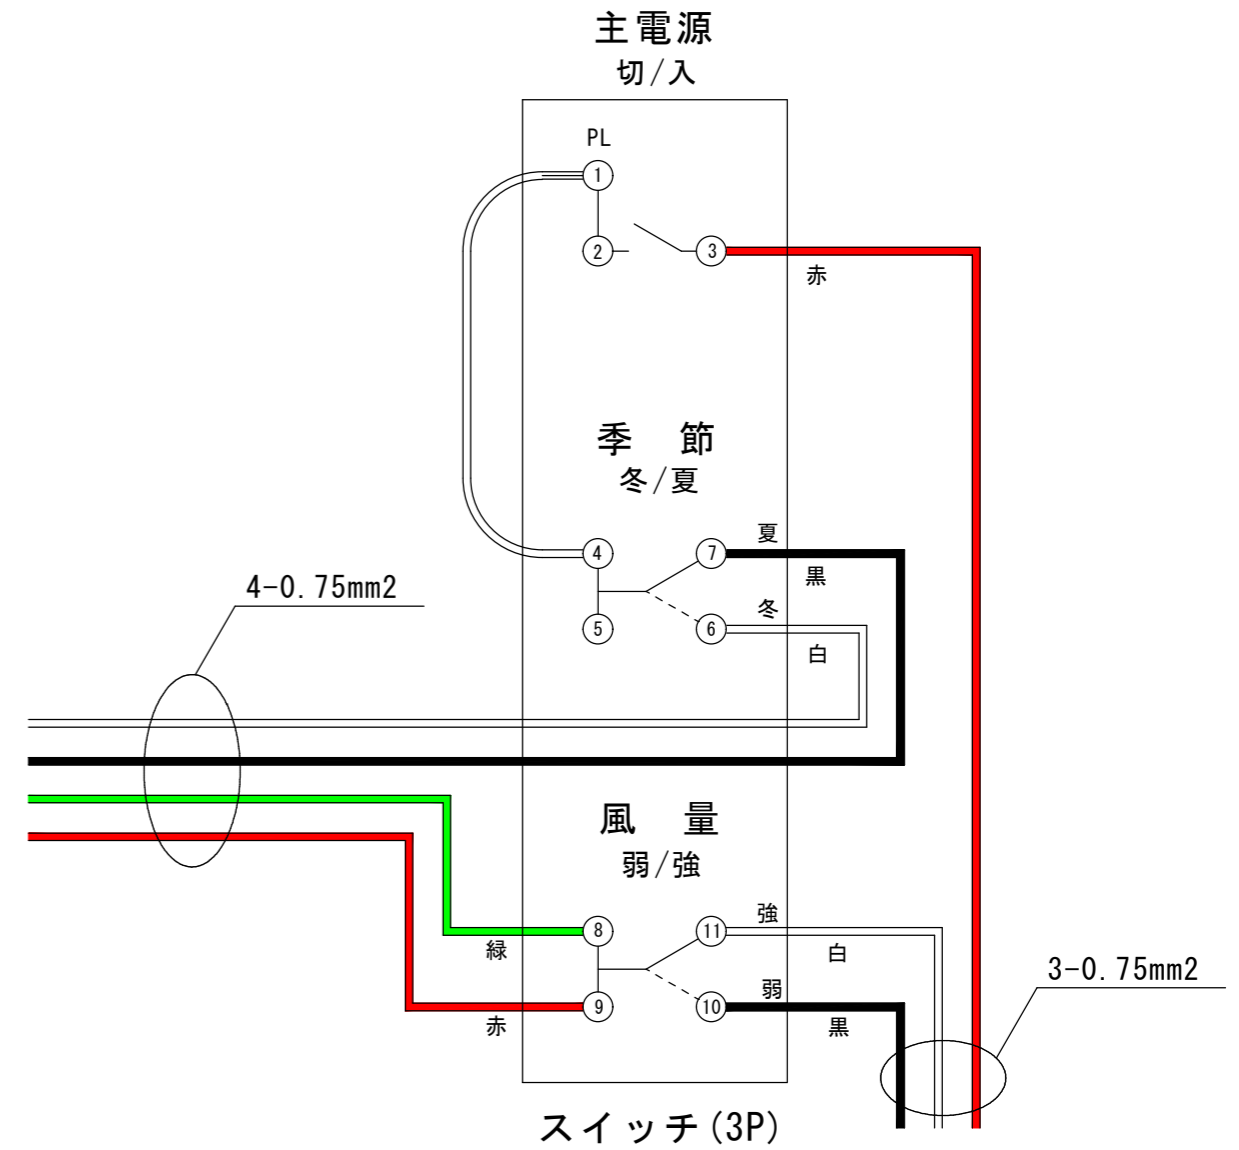 主電源
切/入
PL
1
2
3
赤
季　節
冬/夏
夏
4
7
黒
4-0.75mm2
冬
5
6
白
風　量
弱/強
強
8
11
緑
白
3-0.75mm2
弱
9
10
赤
黒
スイッチ(3P)